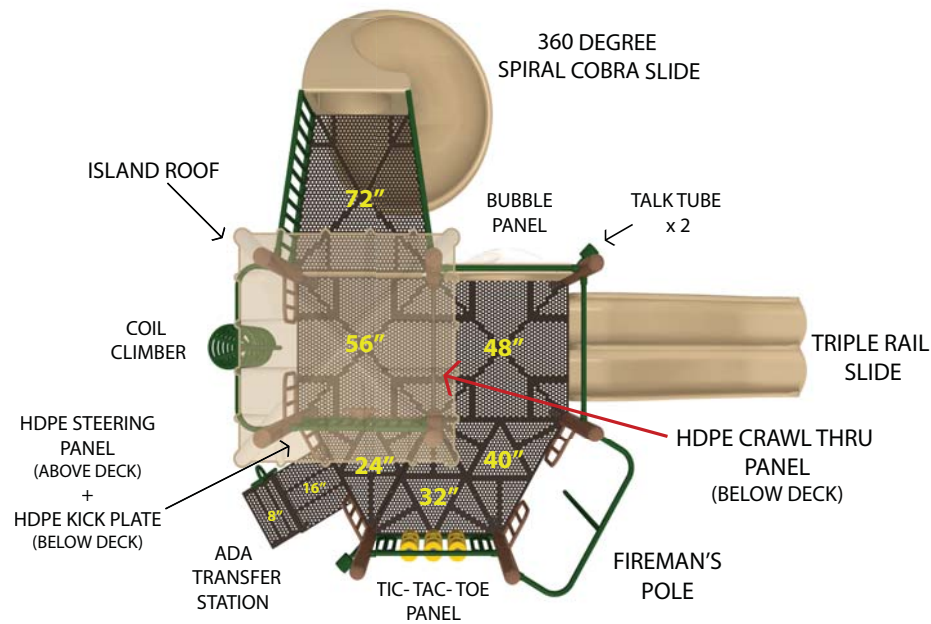 360 DEGREE
SPIRAL COBRA SLIDE
ISLAND ROOF
72”
BUBBLE
PANEL
TALK TUBE
x 2
COIL
CLIMBER
56”
48”
TRIPLE RAIL
SLIDE
HDPE STEERING
PANEL
(ABOVE DECK)
+
HDPE KICK PLATE
(BELOW DECK)
HDPE CRAWL THRU
PANEL
(BELOW DECK)
24”
40”
16”
32”
8”
ADA
TRANSFER
STATION
TIC- TAC- TOE
PANEL
FIREMAN’S
POLE